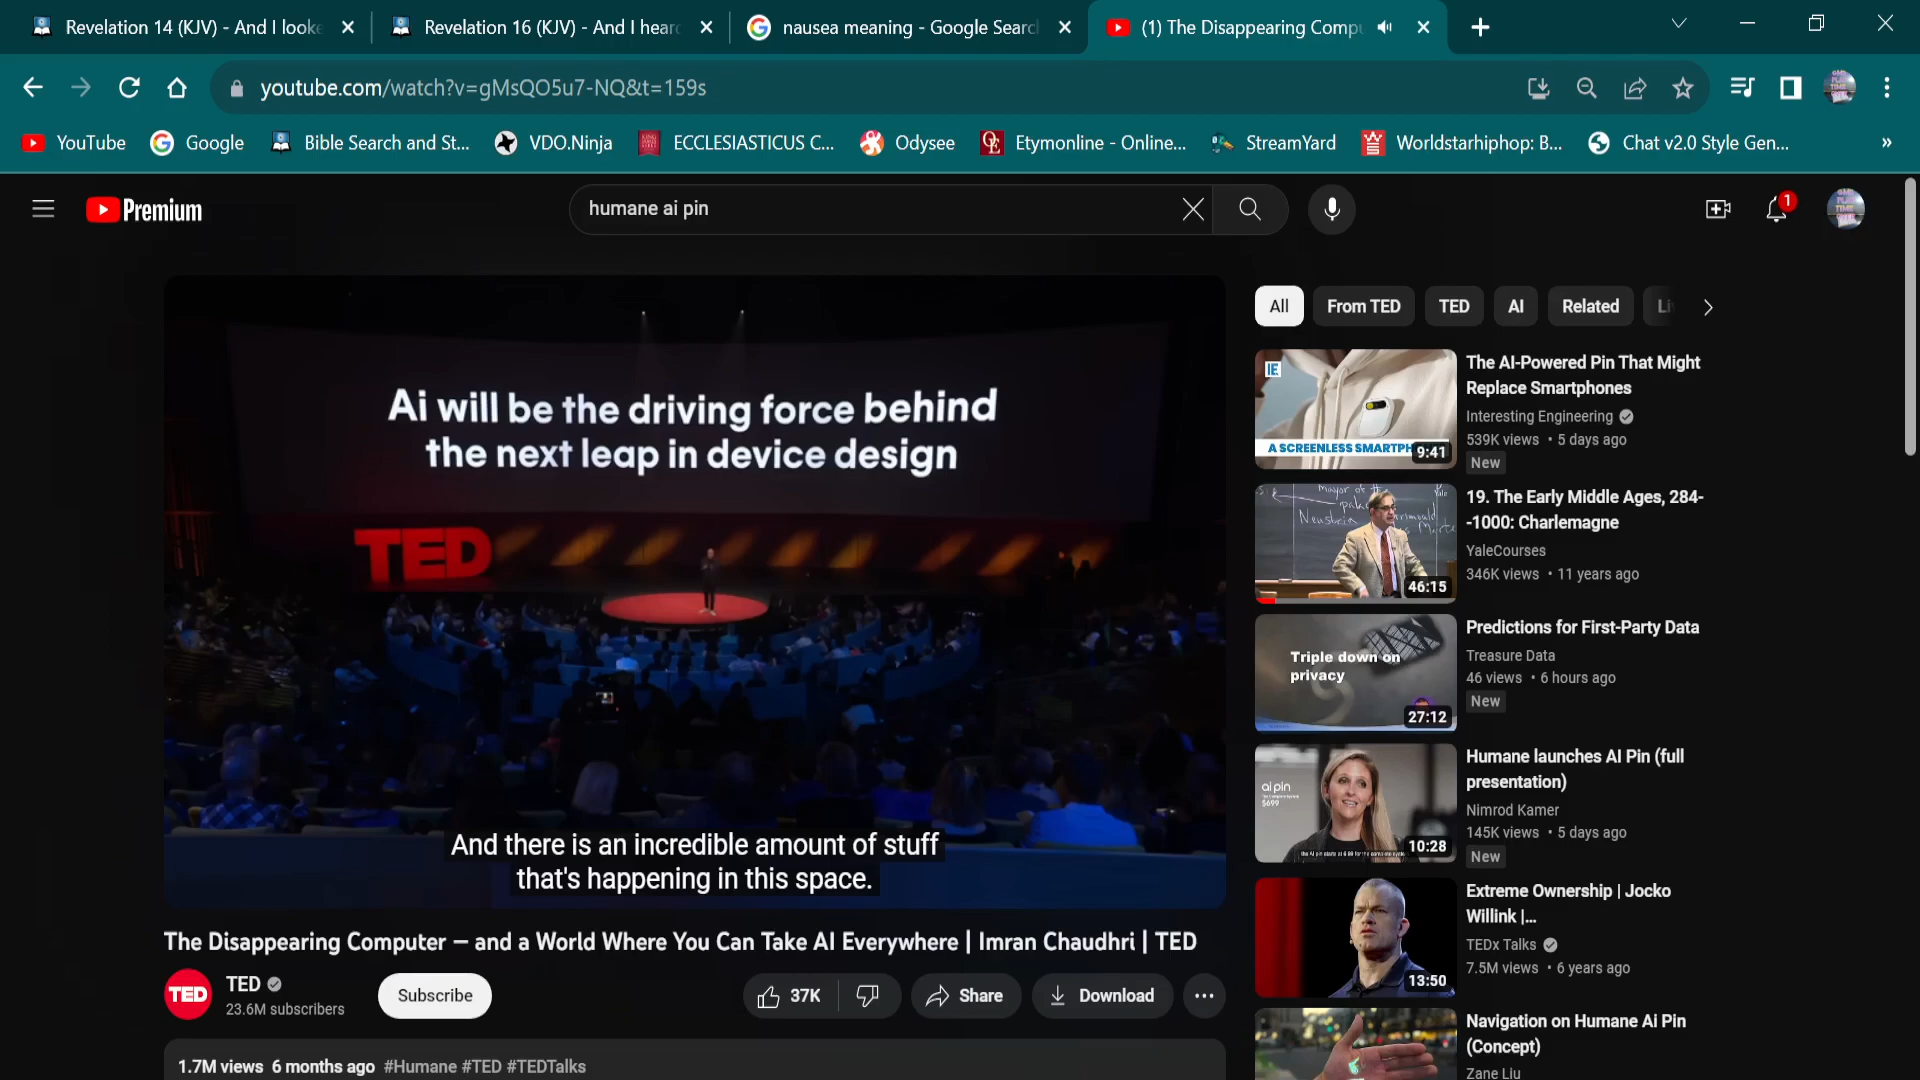 Revelation 14 (KJV) - And I looke
Revelation 16 (KJV) - And I hear
nausea meaning - Google Search
(1) The Disappearing Compu
youtube.com/watch?v=gMsQO5u7-NQ&t=159s
YouTube
Google
Bible Search and St...
VDO.Ninja
ECCLESIASTICUS C...
Odysee
Etymonline - Online...
StreamYard
Worldstarhiphop: B...
Chat v2.0 Style Gen...
»
Premium
humane ai pin
1
Ai will be the driving force behind
the next leap in device design
TED
And there is an incredible amount of stuff
that's happening in this space.
The Disappearing Computer — and a World Where You Can Take AI Everywhere | Imran Chaudhri | TED
TED
TED
23.6M subscribers
Subscribe
37K
Share
Download
1.7M views 6 months ago #Humane #TED #TEDTalks
All
From TED
TED
AI
Related
Li
IE
A SCREENLESS SMARTPH
9:41
The AI-Powered Pin That Might
Replace Smartphones
Interesting Engineering
539K views • 5 days ago
New
Mayor of the
46:15
19. The Early Middle Ages, 284-
-1000: Charlemagne
YaleCourses
346K views • 11 years ago
Triple down on
privacy
27:12
Predictions for First-Party Data
Treasure Data
46 views • 6 hours ago
New
ai pin
$699
10:28
Humane launches AI Pin (full
presentation)
Nimrod Kamer
145K views • 5 days ago
New
13:50
Extreme Ownership | Jocko
Willink |...
TEDx Talks
7.5M views • 6 years ago
Navigation on Humane Ai Pin
(Concept)
Zane Liu